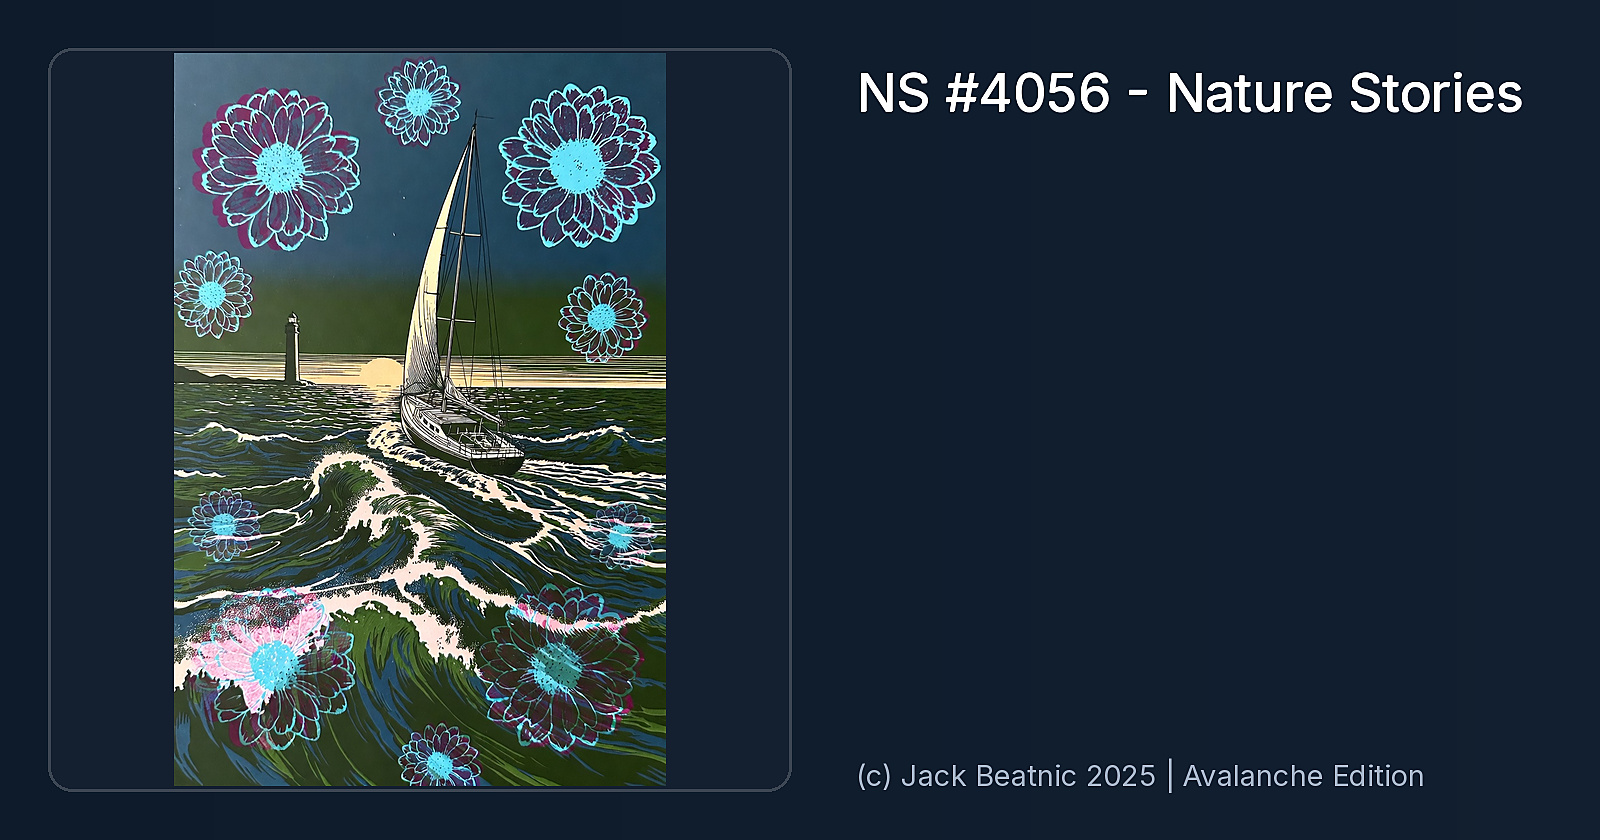 NS #4056 - Nature Stories
(c) Jack Beatnic 2025 | Avalanche Edition